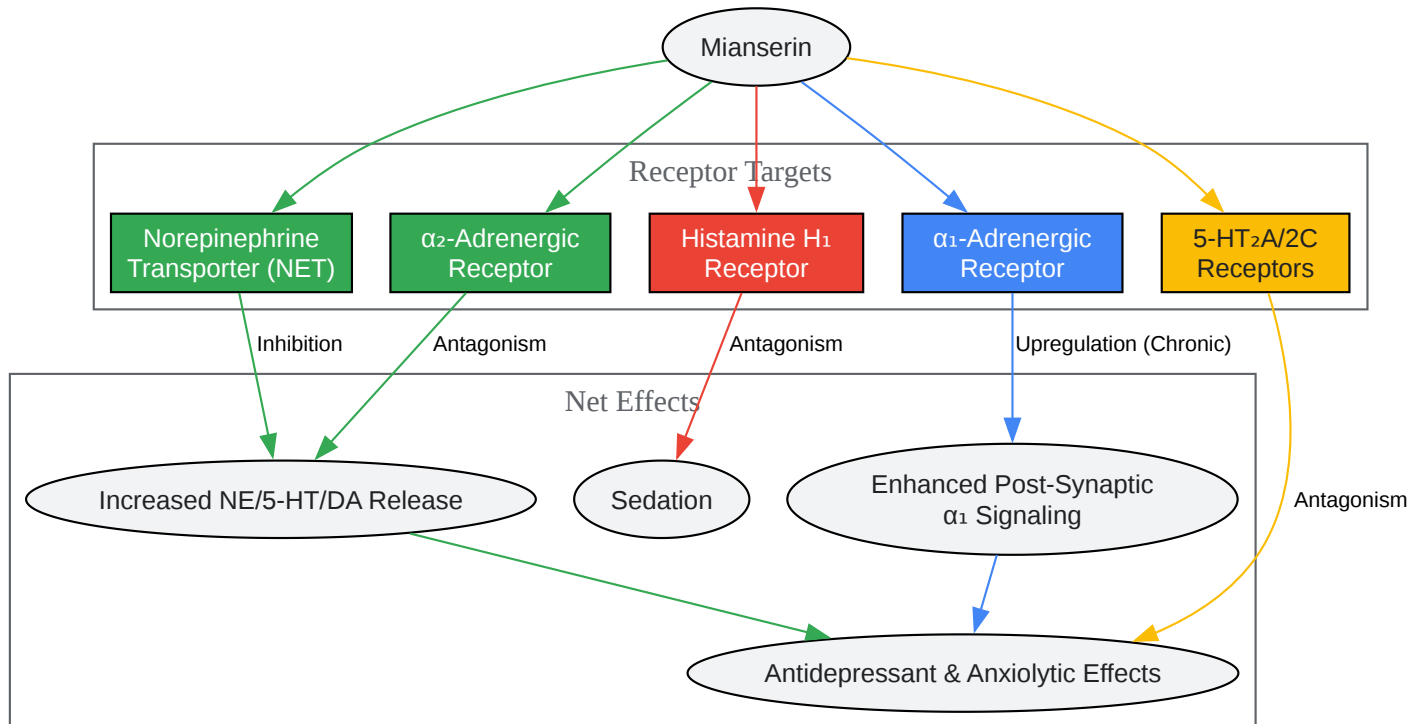 Mianserin
Receptor Targets
Norepinephrine
Transporter (NET)
α₂-Adrenergic
Receptor
Histamine H₁
Receptor
α₁-Adrenergic
Receptor
5-HT₂A/2C
Receptors
Inhibition
Antagonism
Antagonism
Upregulation (Chronic)
Antagonism
Net Effects
Increased NE/5-HT/DA Release
Sedation
Enhanced Post-Synaptic
α₁ Signaling
Antidepressant & Anxiolytic Effects